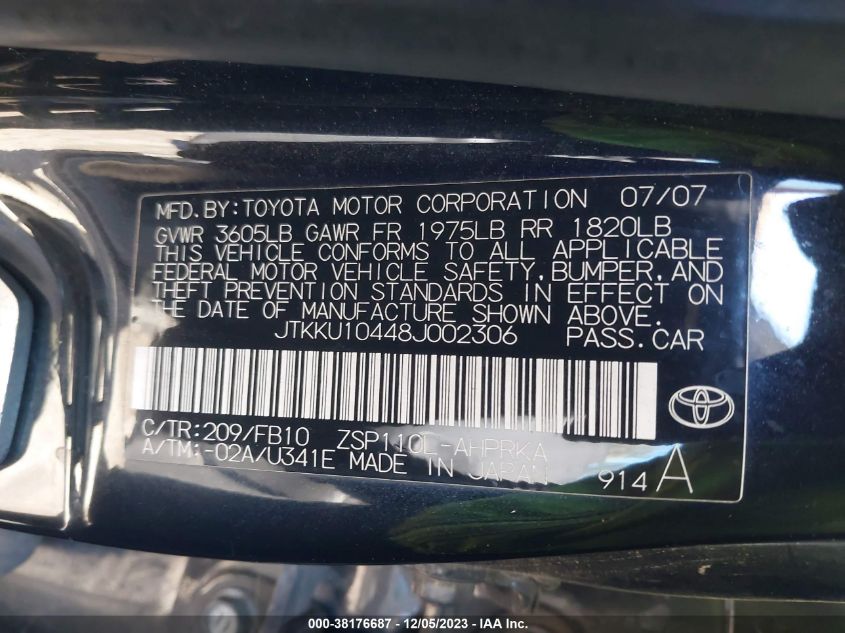 MFD.BY:TOYOTA MOTOR CORPORATION 07/07
GVWR 3605LB GAWR FR 1975LB RR 1820LB
THIS VEHICLE CONFORMS TO ALL APPLICABLE
FEDERAL MOTOR VEHICLE SAFETY,BUMPER,AND
THEFT PREVENTION STANDARDS IN EFFECT ON
THE DATE OF MANUFACTURE SHOWN ABOVE.
JTKKU10448J002306 PASS.CAR
C/TR:209/FB10 ZSP110L-AHPRKA
A/TM:-02A/U341E MADE IN JAPAN
914A
000-38176687 - 12/05/2023 - IAAI Inc.